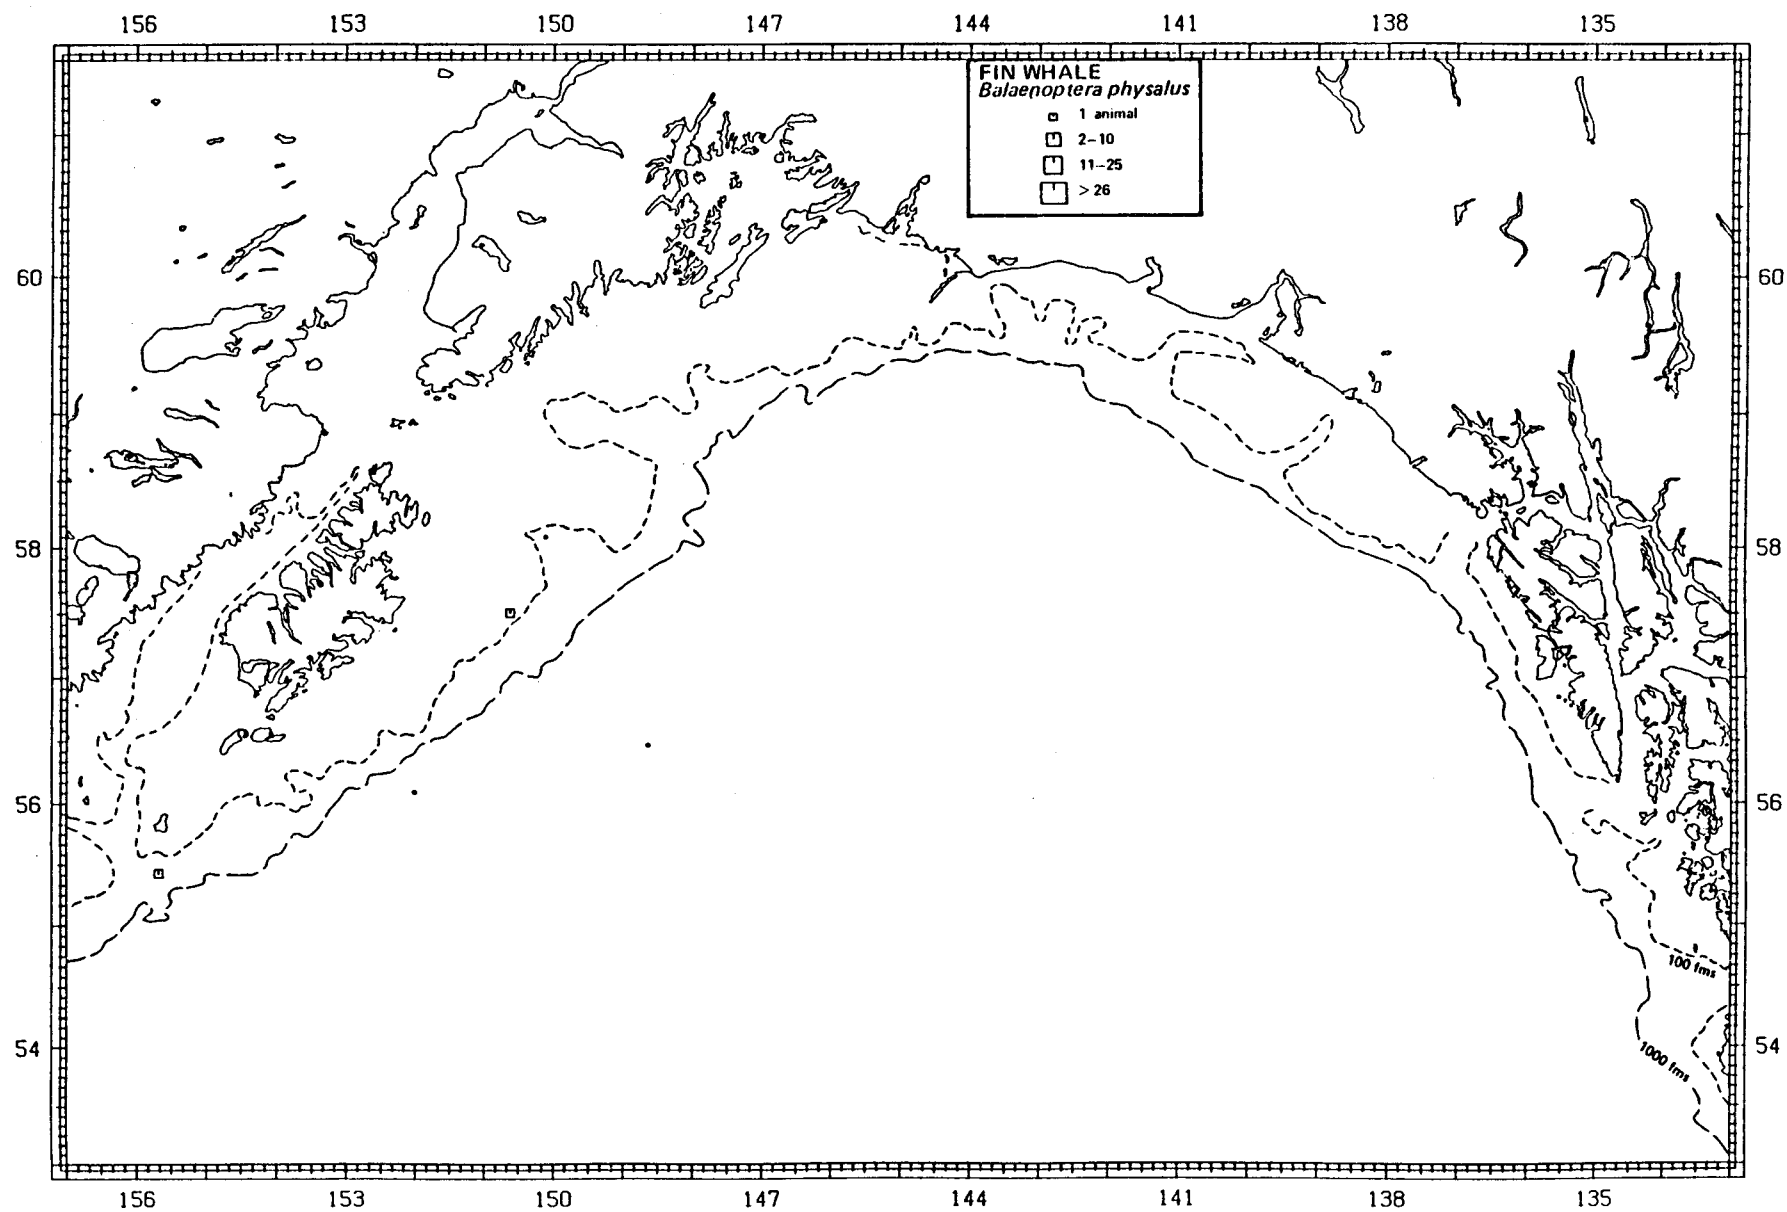 156 153 150 147 144 141 138 135
FIN WHALE
Balaenoptera physalus
1 animal
2-10
11-25
> 26
60 60
58 58
56 56
100 fms
54 54
1000 fms
156 153 150 147 144 141 138 135